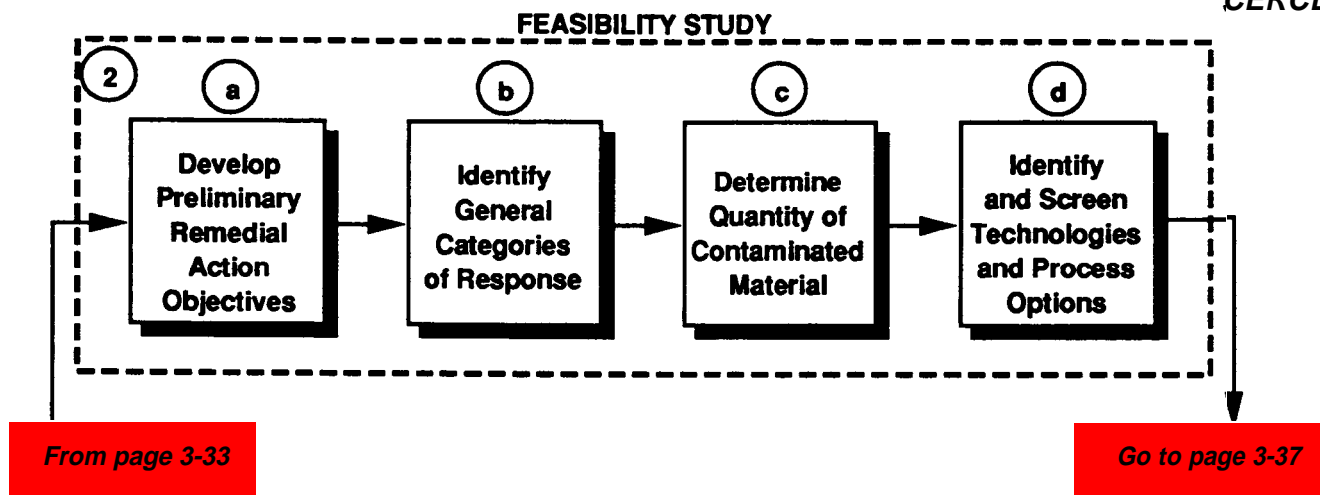 FEASIBILITY STUDY
2
a
b
c
d
Develop
Preliminary
Remedial
Action
Objectives
Identify
General
Categories
of Response
Determine
Quantity of
Contaminated
Material
Identify
and Screen
Technologies
and Process
Options
From page 3-33
Go to page 3-37